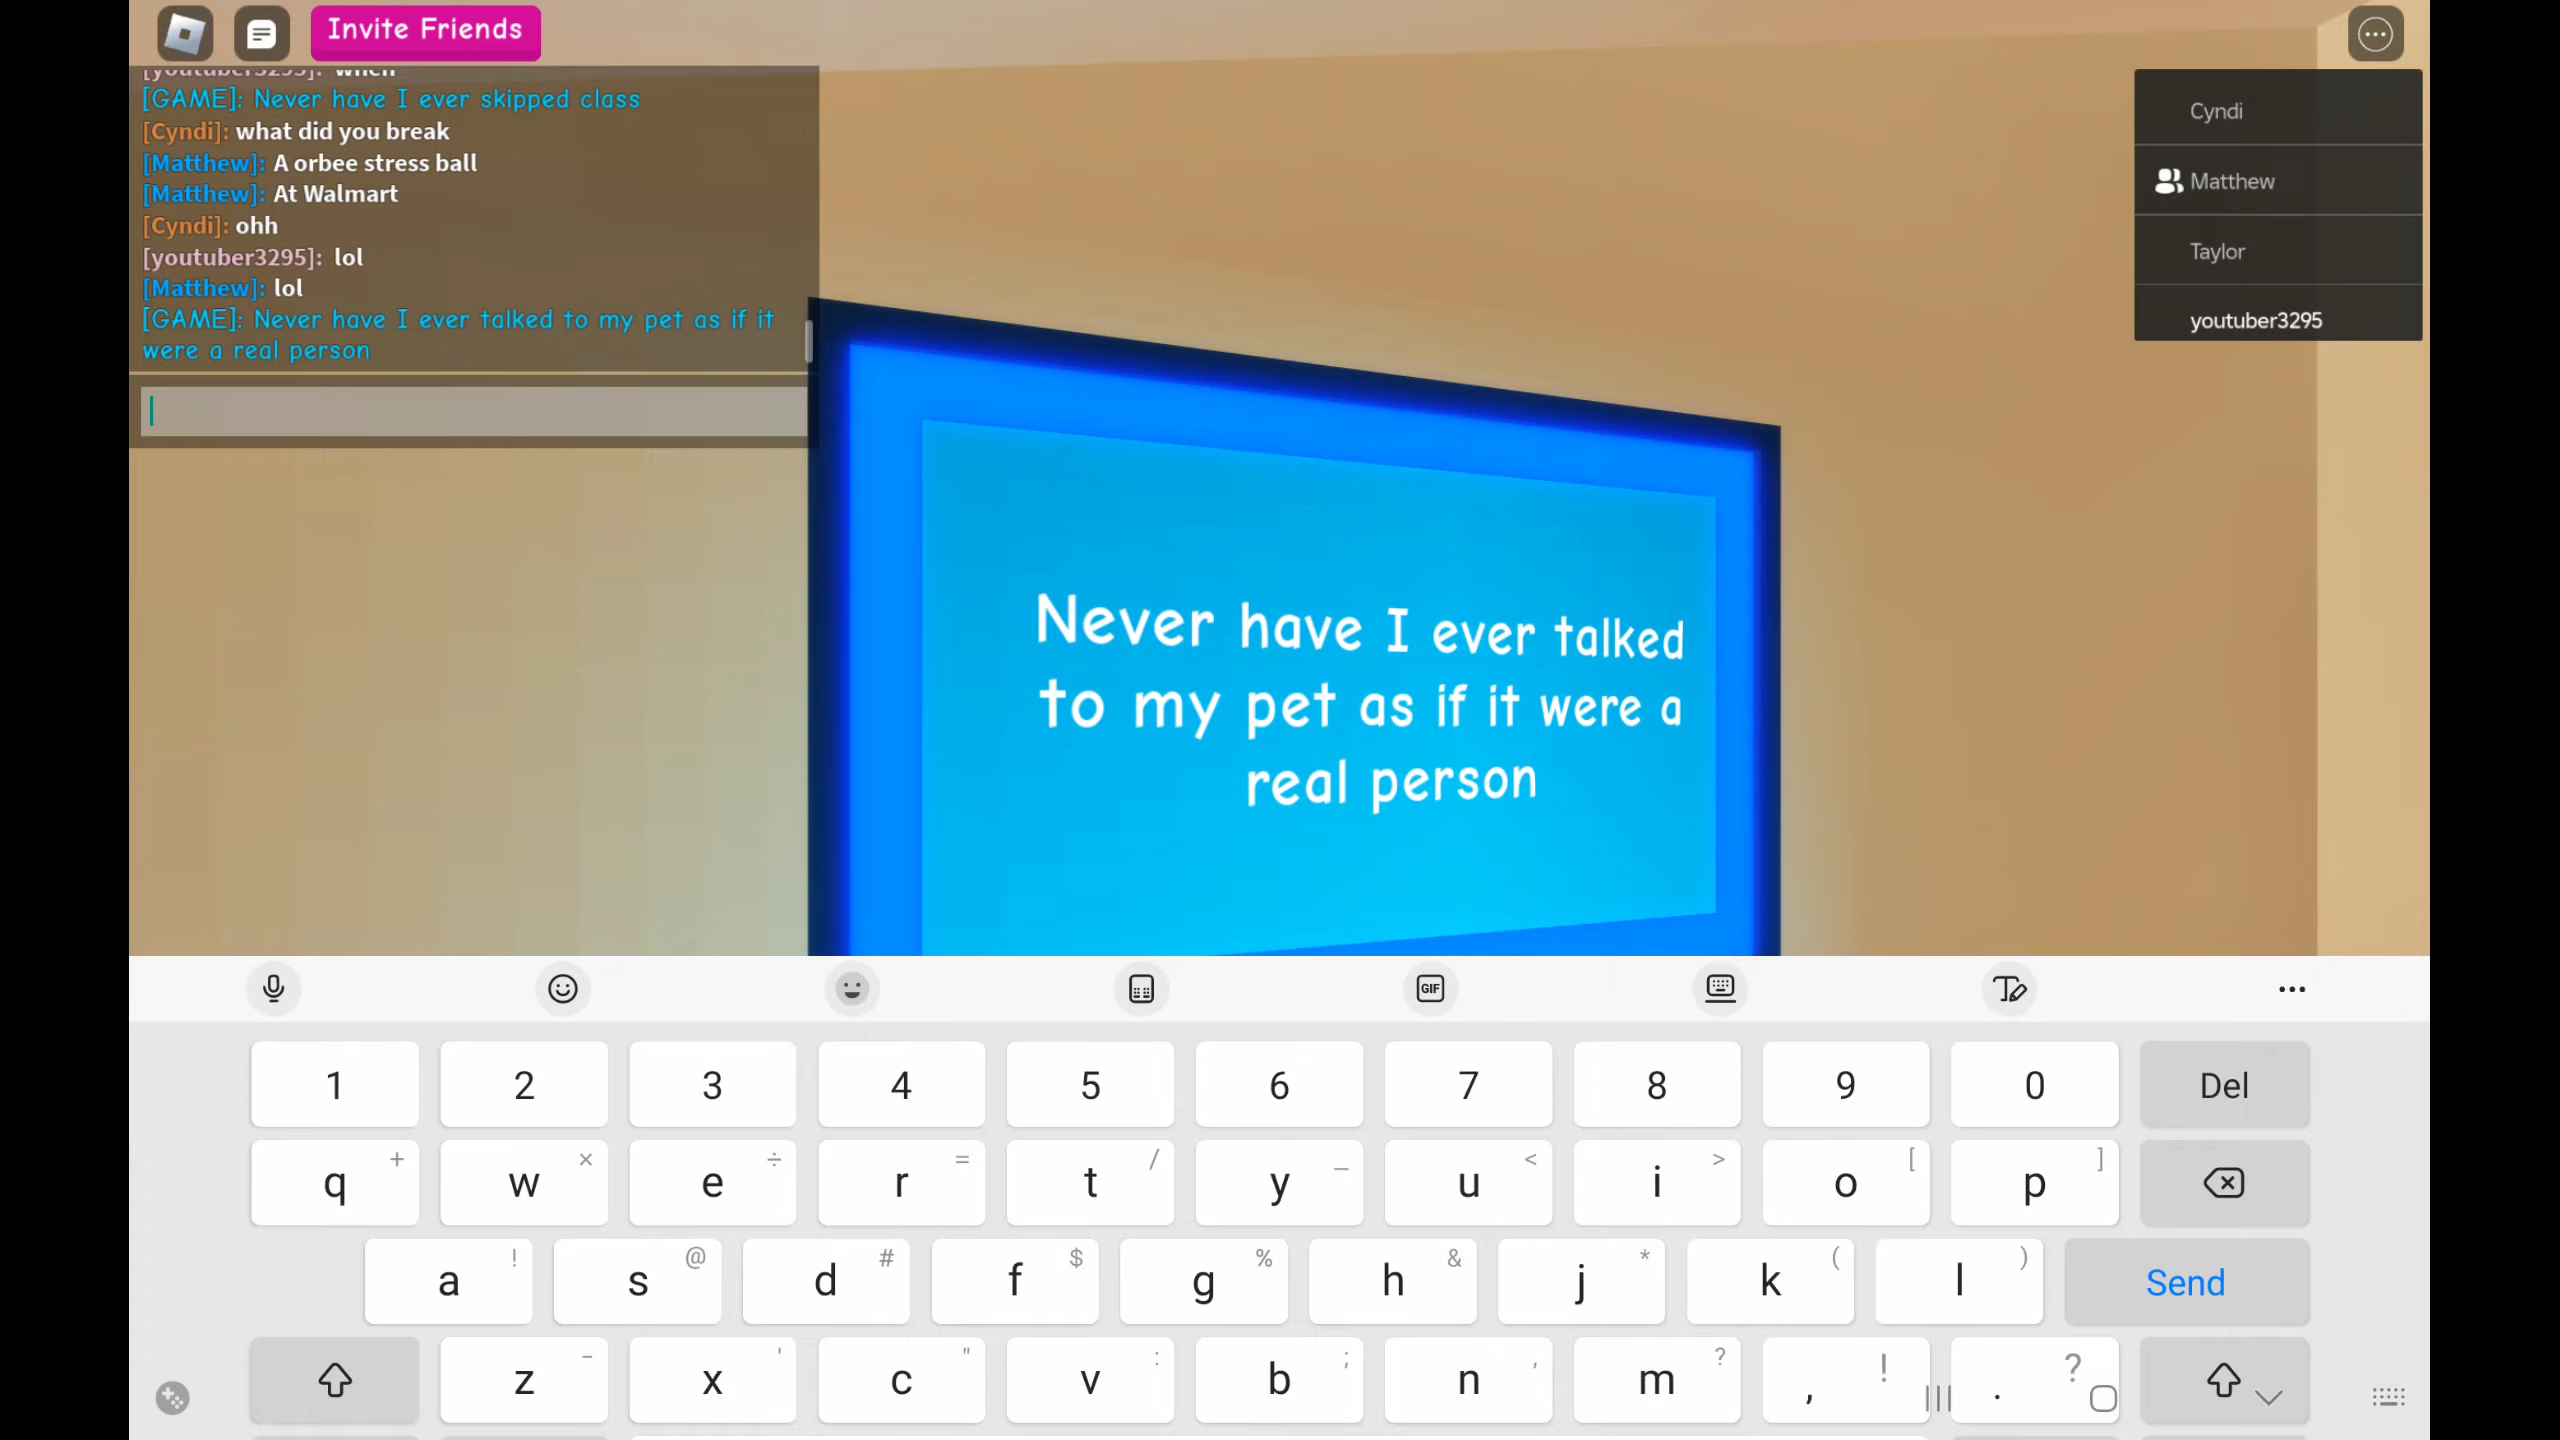 Invite Friends
[youtuber3295]: when
[GAME]: Never have I ever skipped class
[Cyndi]: what did you break
[Matthew]: A orbee stress ball
[Matthew]: At Walmart
[Cyndi]: ohh
[youtuber3295]: lol
[Matthew]: lol
[GAME]: Never have I ever talked to my pet as if it
were a real person
Cyndi
Matthew
Taylor
youtuber3295
Never have I ever talked
to my pet as if it were a
real person
GIF
1 2 3 4 5 6 7 8 9 0 Del
q + w × e ÷ r = t / y _ u < i > o [ p ]
a ! s @ d # f $ g % h & j * k ( l ) Send
z - x ' c " v : b ; n , m ? , ! . ?